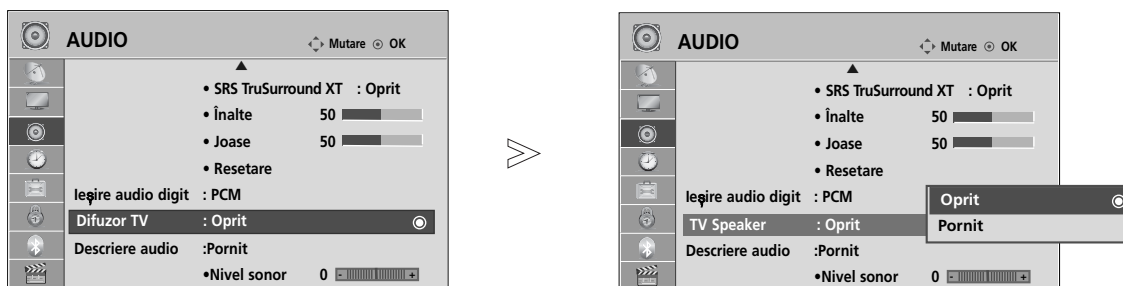 AUDIO
Mutare OK
• SRS TruSurround XT : Oprit
• Înalte 50
• Joase 50
• Resetare
Ieșire audio digit : PCM
Difuzor TV : Oprit
Descriere audio :Pornit
•Nivel sonor 0 - +
AUDIO
Mutare OK
• SRS TruSurround XT : Oprit
• Înalte 50
• Joase 50
• Resetare
Ieșire audio digit : PCM
TV Speaker : Oprit
Descriere audio :Pornit
•Nivel sonor 0 - +
Oprit
Pornit